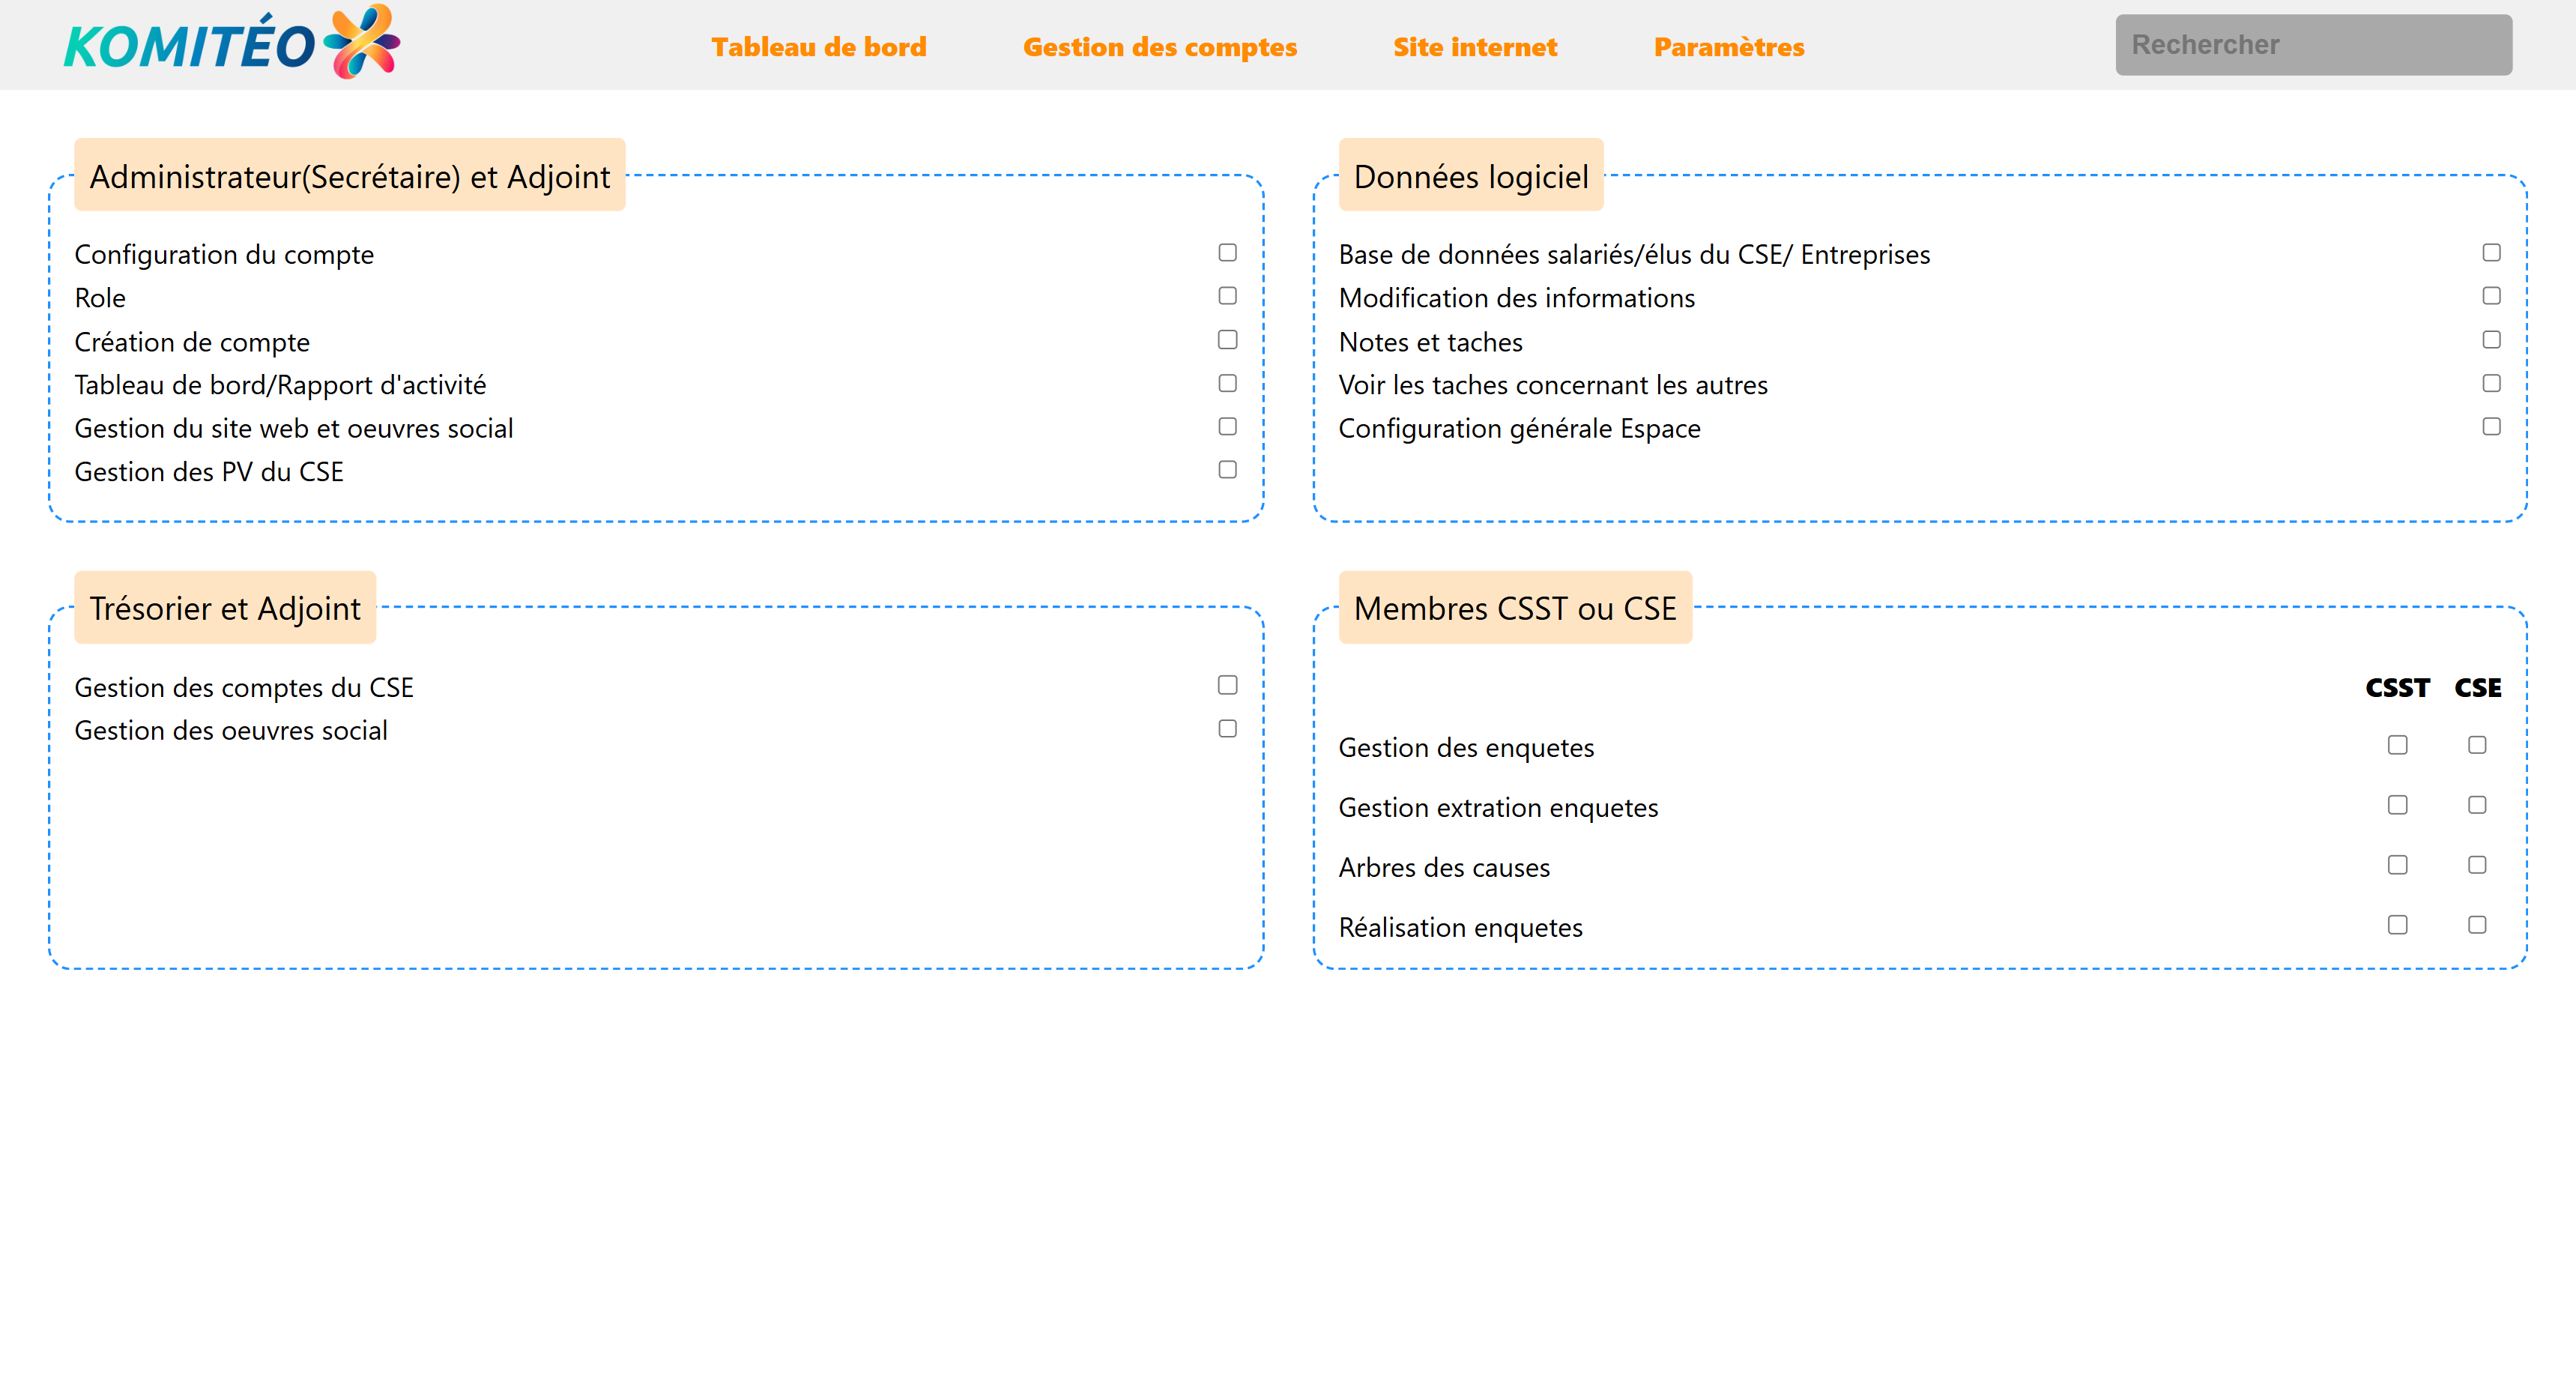 KOMITÉO
Tableau de bord
Gestion des comptes
Site internet
Paramètres
Rechercher
Administrateur(Secrétaire) et Adjoint
Configuration du compte
Role
Création de compte
Tableau de bord/Rapport d'activité
Gestion du site web et oeuvres social
Gestion des PV du CSE
Données logiciel
Base de données salariés/élus du CSE/ Entreprises
Modification des informations
Notes et taches
Voir les taches concernant les autres
Configuration générale Espace
Trésorier et Adjoint
Gestion des comptes du CSE
Gestion des oeuvres social
Membres CSST ou CSE
CSST CSE
Gestion des enquetes
Gestion extration enquetes
Arbres des causes
Réalisation enquetes